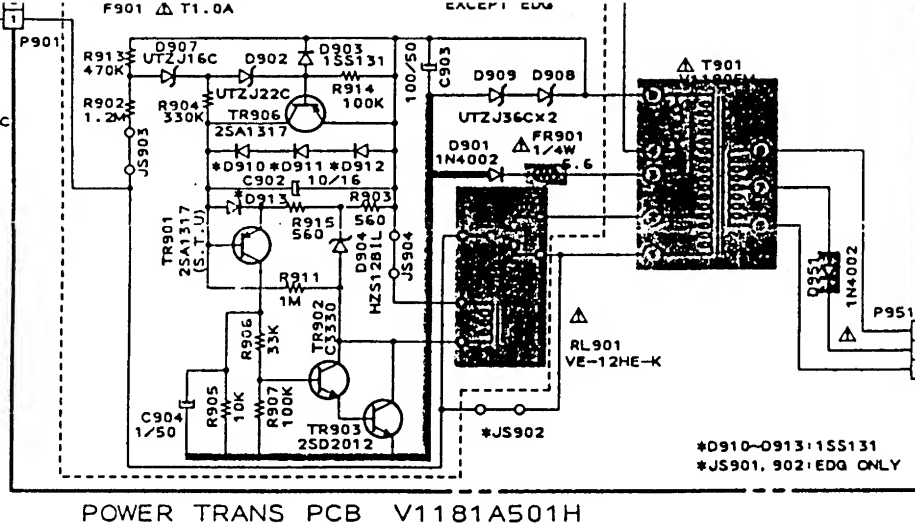 F901 ⚠ T1.0A
EXCEPT EDG
1
P901
R913
470K
D907
UTZJ16C
D902
D903
1SS131
100/50
C903
R902
1.2M
R904
330K
UTZJ22C
TR906
2SA1317
R914
100K
D909
D908
UTZJ36C×2
⚠ T901
C
JS903
*D910
*D911
*D912
D901
1N4002
⚠ FR901
1/4W
5.6
C902
10/16
*D913
R903
560
R915
560
TR901
2SA1317
(S.T.U)
D904
HZS12B1L
JS904
R911
1M
TR902
C3330
R906
33K
⚠
RL901
VE-12HE-K
D951
1N4002
⚠
P951
C904
1/50
R905
10K
R907
100K
TR903
2SD2012
*JS902
*D910~D913:1SS131
*JS901, 902:EDG ONLY
POWER TRANS PCB V1181A501H